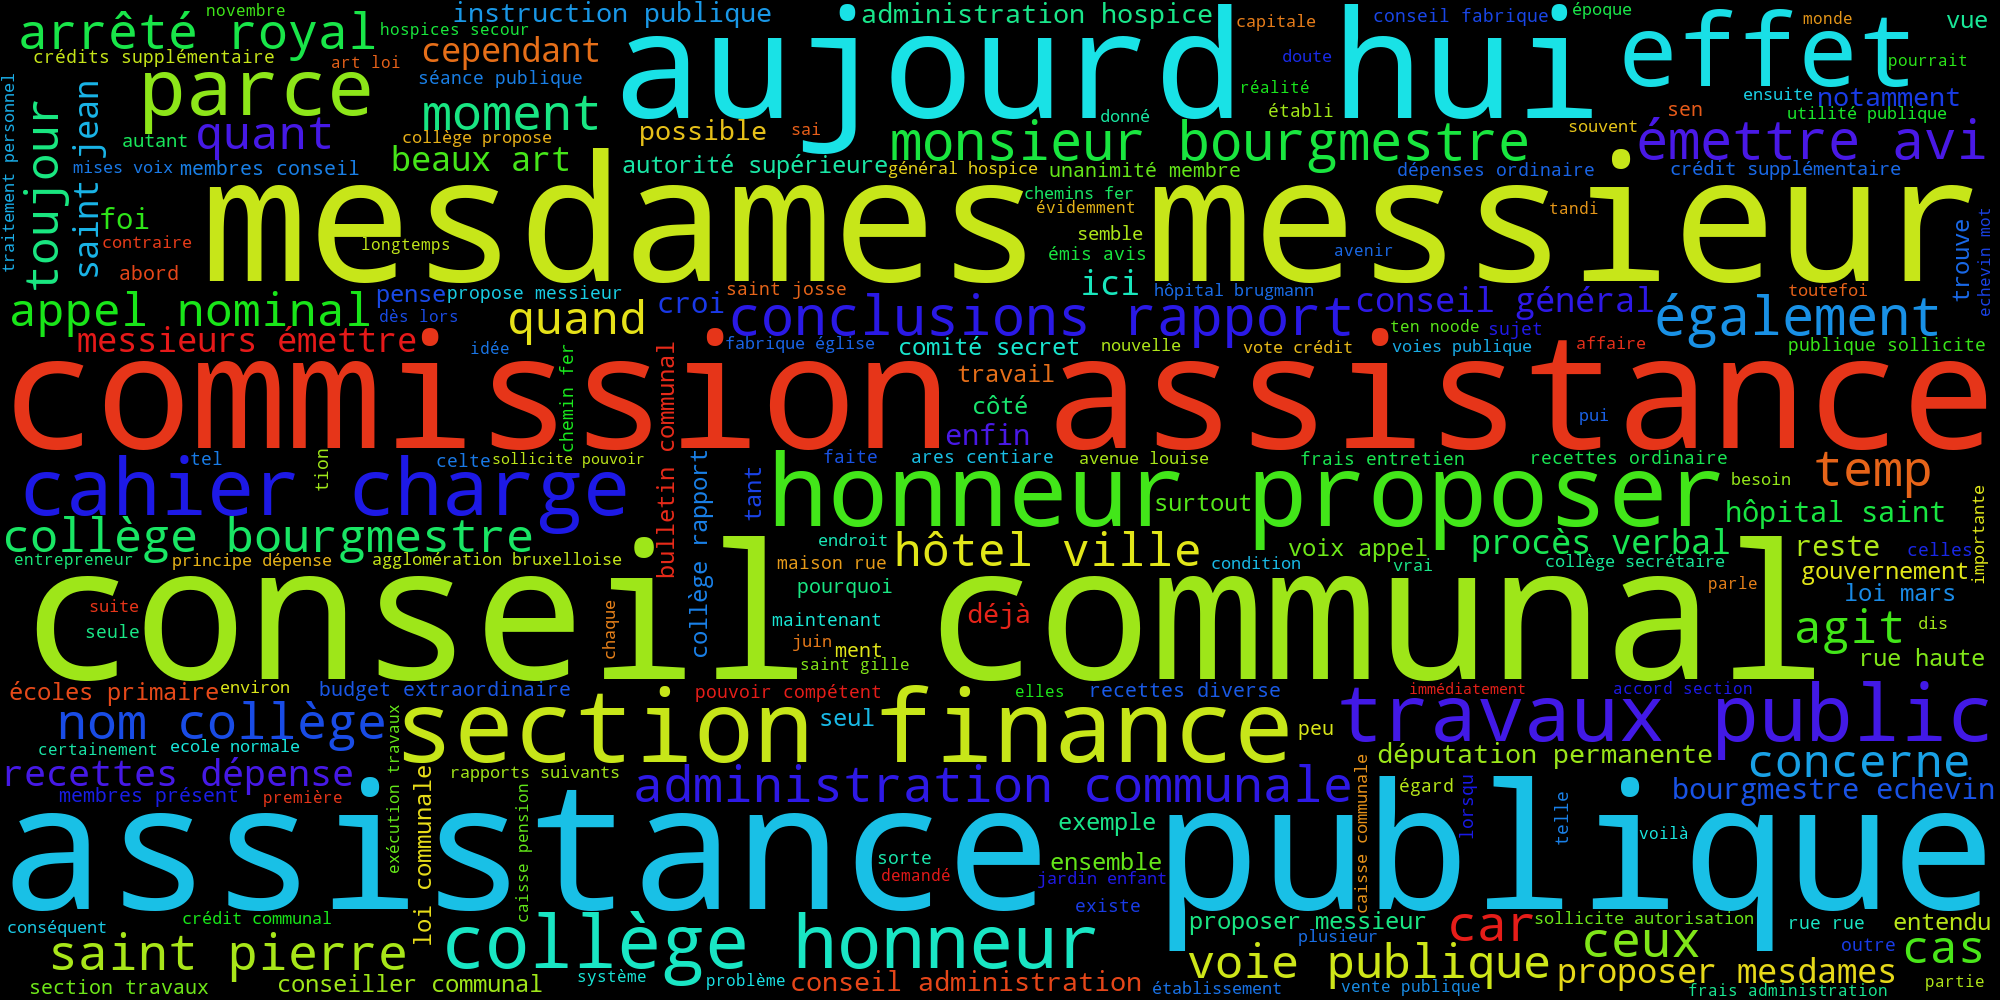 novembre
instruction publique
administration hospice
capitale
conseil fabrique
époque
monde
vue
arrêté royal
hospices secour
cependant
aujourd hui
effet
crédits supplémentaire
art loi
séance publique
doute
pourrait
parce
moment
réalité
ensuite
notamment
traitement personnel
toujour
saint jean
autant
quant
collège propose
possible
sai
donné
établi
monsieur bourgmestre
souvent
sen
utilité publique
émettre avi
mises voix
membres conseil
beaux art
autorité supérieure
général hospice
unanimité membre
dépenses ordinaire
crédit supplémentaire
mesdames messieur
chemins fer
évidemment
tandi
foi
contraire
longtemps
semble
émis avis
avenir
trouve
echevin mot
abord
ici
appel nominal
pense
propose messieur
dès lors
quand
croi
saint josse
hôpital brugmann
toutefoi
conclusions rapport
conseil général
également
messieurs émettre
idée
chemin fer
bulletin communal
fabrique église
comité secret
nouvelle
vote crédit
ten noode
sujet
voies publique
affaire
publique sollicite
commission assistance
travail
côté
enfin
pui
cahier charge
tel
tion
celte
sollicite pouvoir
collège rapport
tant
faite
ares centiare
avenue louise
frais entretien
recettes ordinaire
temp
honneur proposer
surtout
besoin
hôpital saint
importante
collège bourgmestre
entrepreneur
principe dépense
agglomération bruxelloise
endroit
maison rue
hôtel ville
condition
voix appel
vrai
procès verbal
collège secrétaire
reste
celles
gouvernement
parle
loi mars
conseil communal
pourquoi
suite
seule
chaque
maintenant
déjà
juin
ment
saint gille
agit
dis
rue haute
écoles primaire
environ
budget extraordinaire
pouvoir compétent
elles
recettes diverse
immédiatement
accord section
nom collège
section finance
seul
peu
travaux public
certainement
ecole normale
exécution travaux
loi communale
députation permanente
concerne
recettes dépense
rapports suivants
caisse pension
administration communale
caisse communale
égard
lorsqu
bourgmestre echevin
membres présent
première
assistance publique
exemple
telle
voilà
sorte
demandé
ensemble
jardin enfant
existe
conséquent
crédit communal
proposer messieur
plusieur
car
sollicite autorisation
rue rue
entendu
saint pierre
collège honneur
ceux
outre
cas
voie publique
proposer mesdames
partie
section travaux
conseiller communal
système
problème
conseil administration
établissement
vente publique
frais administration